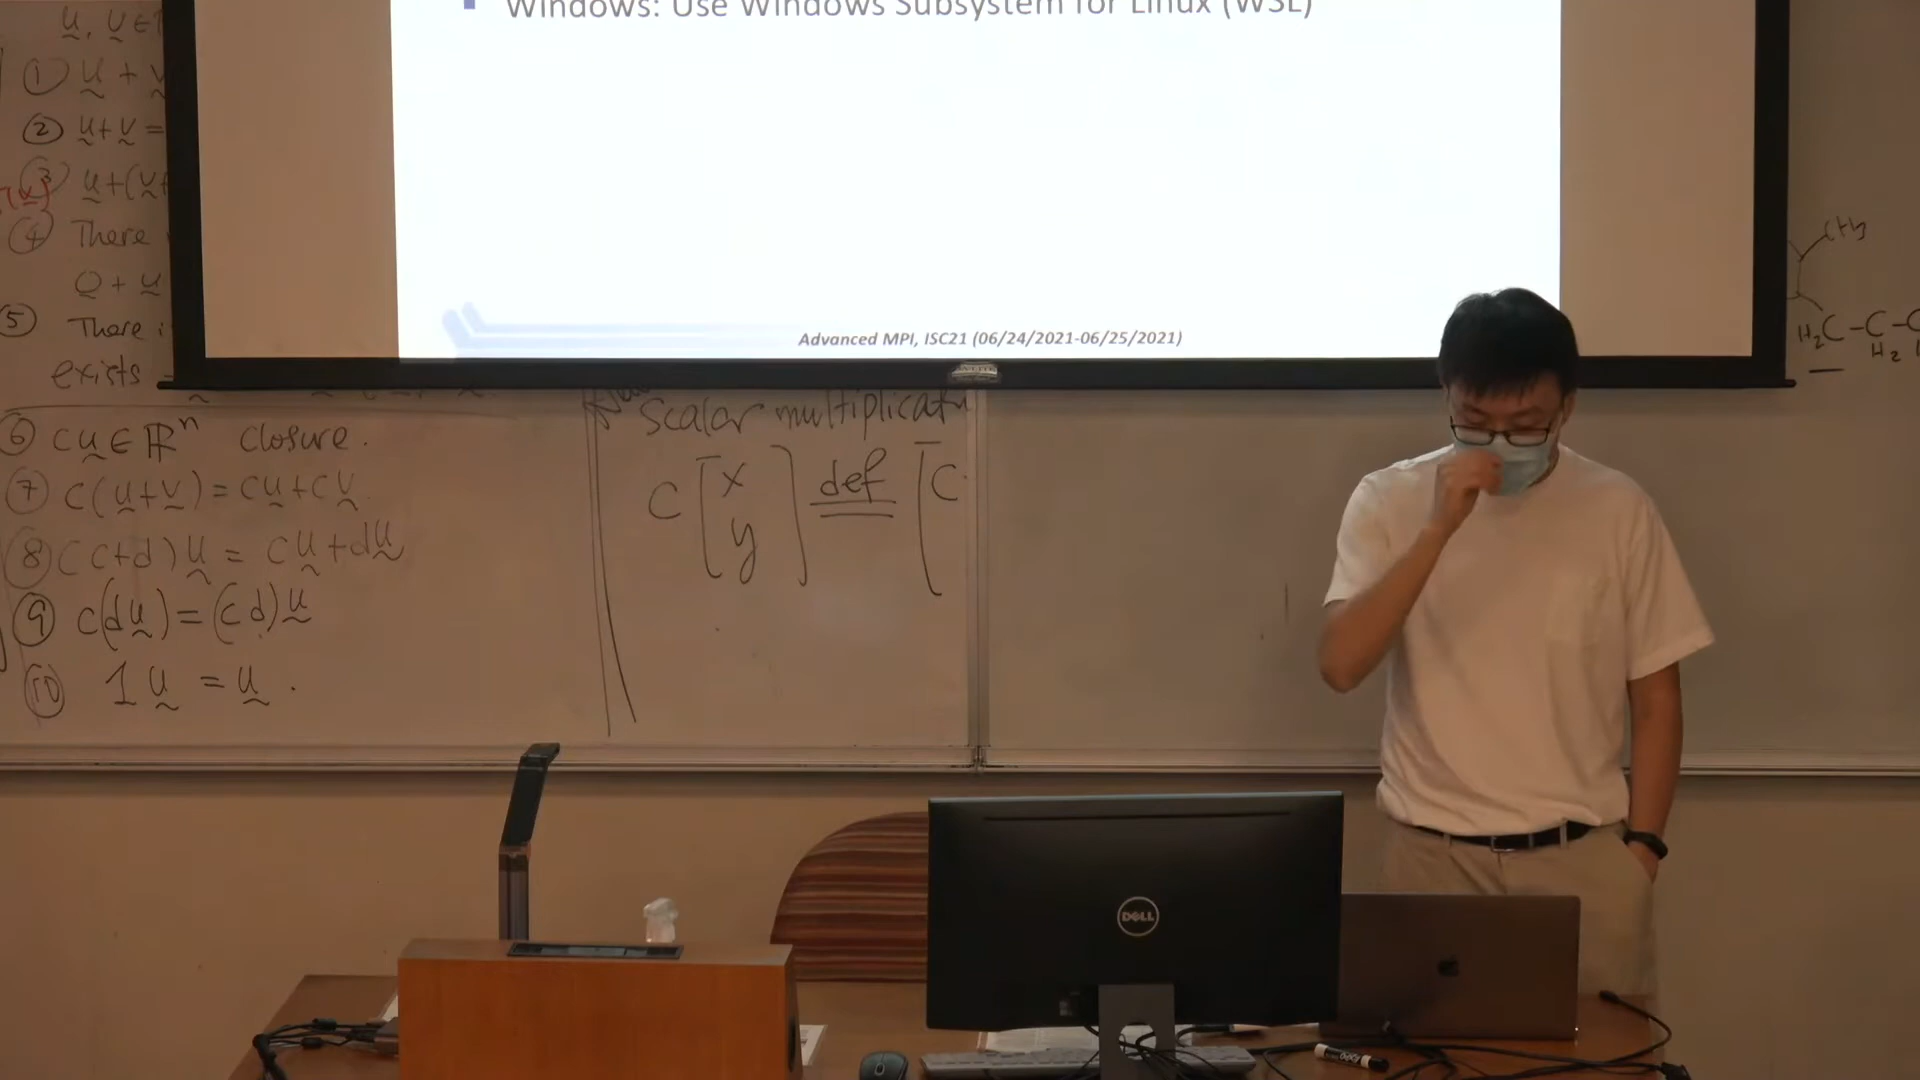 Windows: Use Windows Subsystem for Linux (WSL)
Advanced MPI, ISC21 (06/24/2021-06/25/2021)
u, v ∈
① u + v
② u + v =
③ u + (v +
④ There
0 + u
⑤ There i
exists
⑥ cu ∈ ℝⁿ closure.
⑦ c(u+v) = cu + cv
⑧ (c+d)u = cu + du
⑨ c(du) = (cd)u
⑩ 1u = u.
Scalar multiplicati
c [x def [c
y
CH3
H2C-C-C
H2
DELL
EXPO